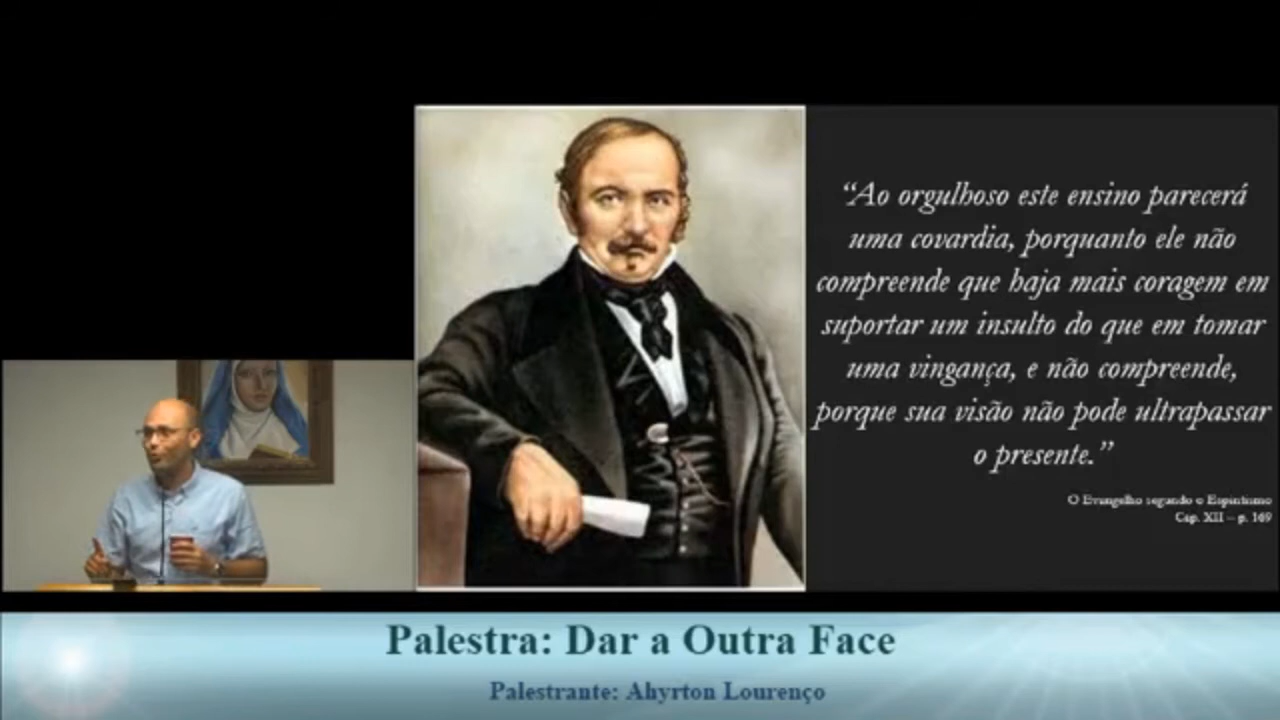 “Ao orgulhoso este ensino parecerá
uma covardia, porquanto ele não
compreende que haja mais coragem em
suportar um insulto do que em tomar
uma vingança, e não compreende,
porque sua visão não pode ultrapassar
o presente.”
O Evangelho segundo o Espiritismo
Cap. XII – p. 169
Palestra: Dar a Outra Face
Palestrante: Ahyrton Lourenço